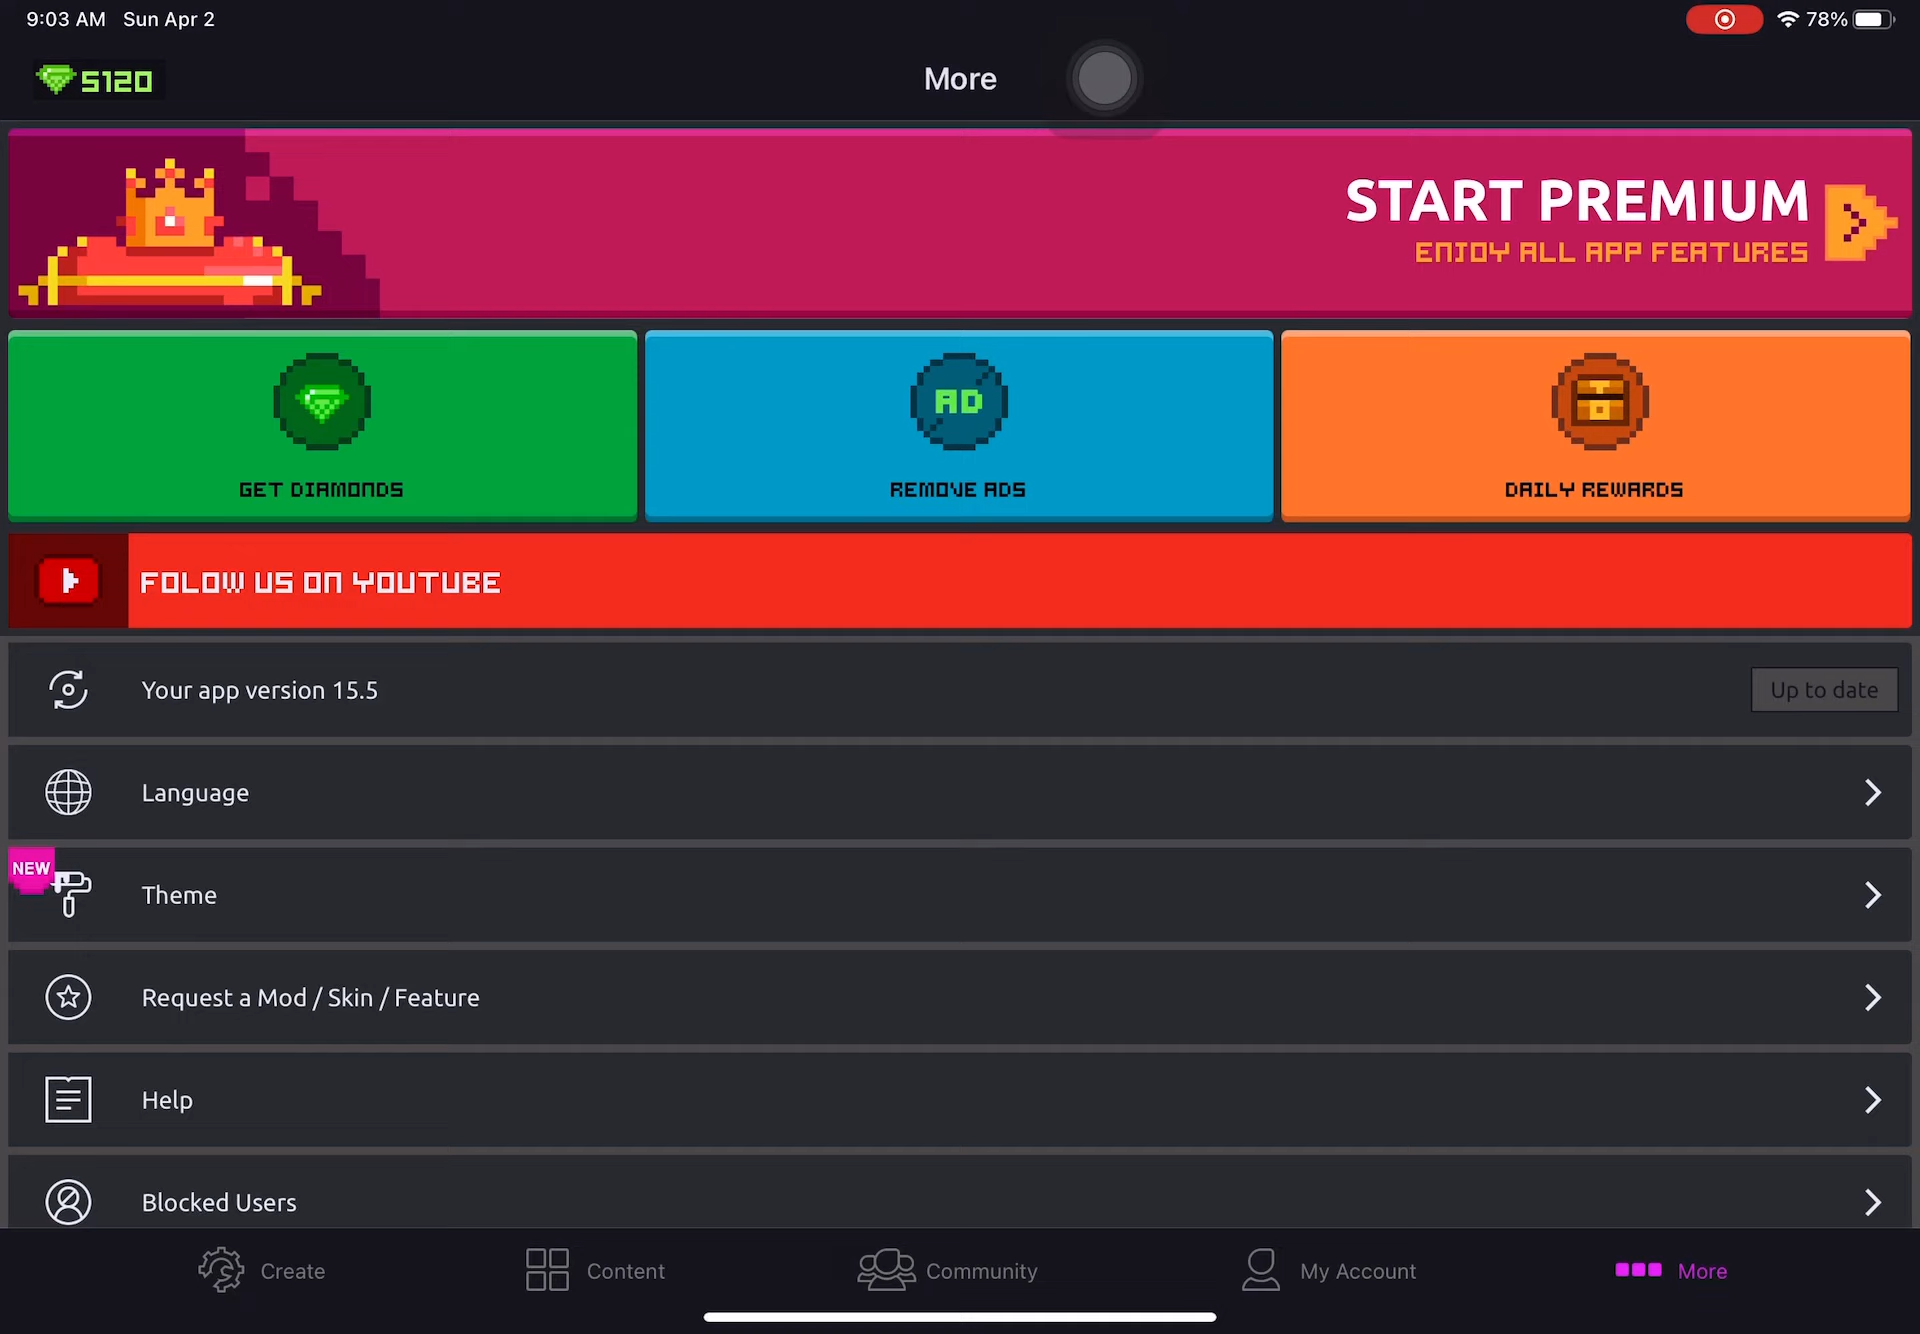 9:03 AM Sun Apr 2
78%
5120
More
START PREMIUM
ENJOY ALL APP FEATURES
AD
GET DIAMONDS
REMOVE ADS
DAILY REWARDS
FOLOW US ON YOUTUBE
Your app version 15.5
Up to date
Language
NEW
Theme
Request a Mod / Skin / Feature
Help
Blocked Users
Create
Content
Community
My Account
More